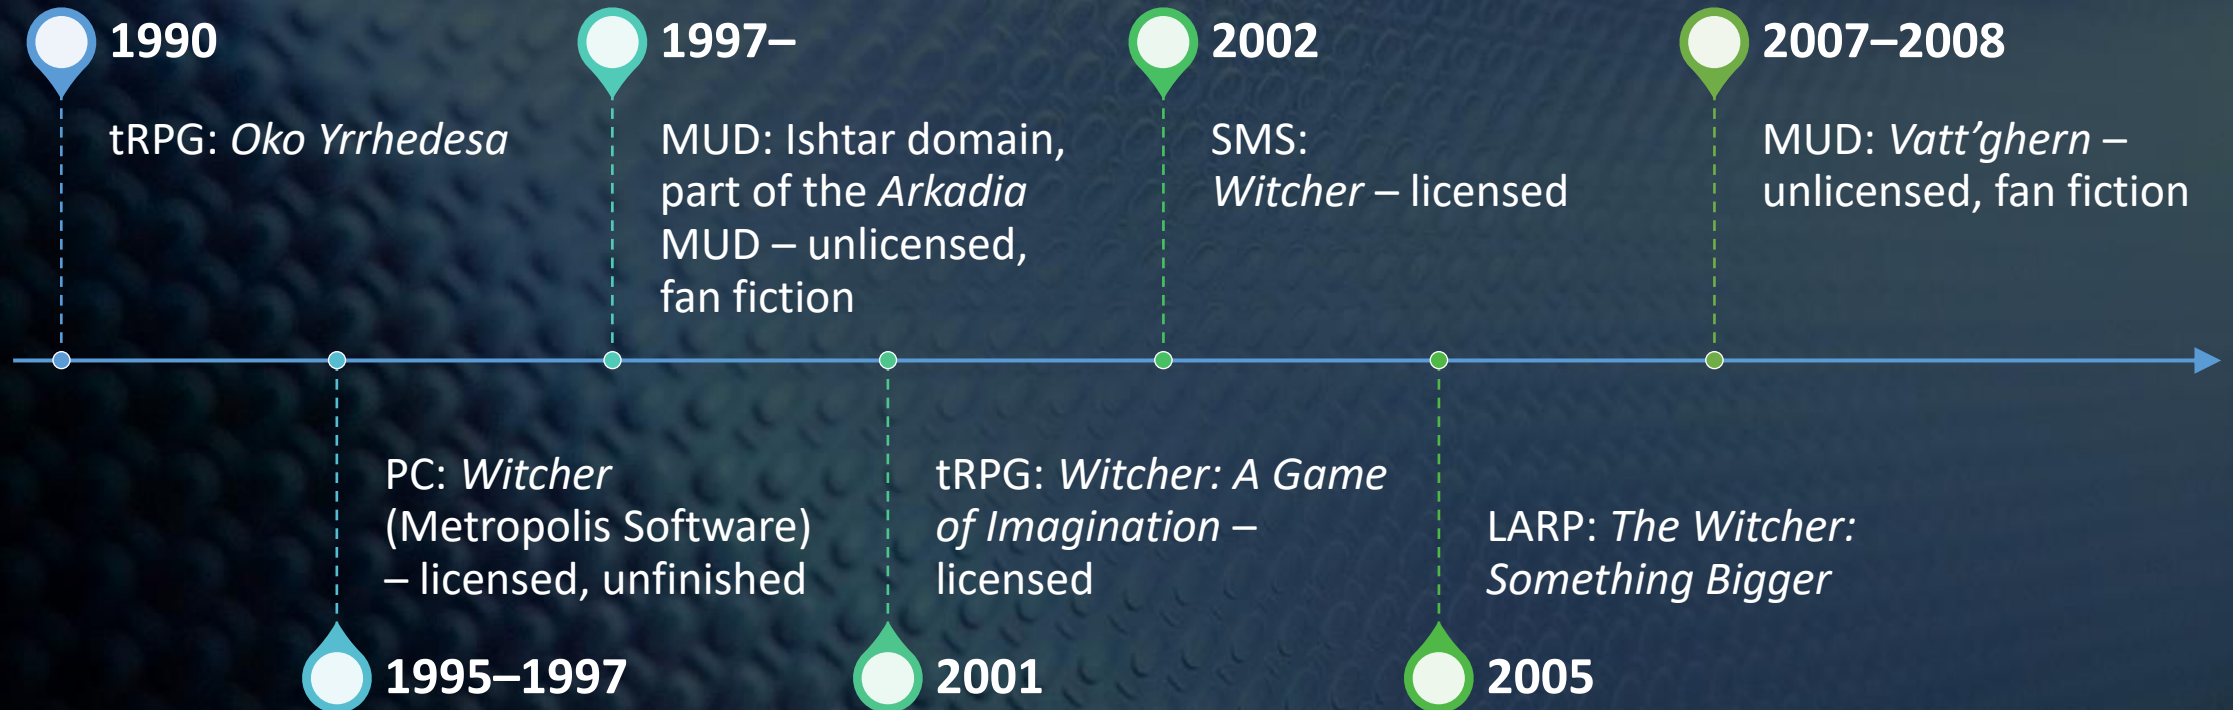 1990
tRPG: Oko Yrrhedesa
1995–1997
PC: Witcher
(Metropolis Software)
– licensed, unfinished
1997–
MUD: Ishtar domain,
part of the Arkadia
MUD – unlicensed,
fan fiction
2001
tRPG: Witcher: A Game
of Imagination –
licensed
2002
SMS:
Witcher – licensed
2005
LARP: The Witcher:
Something Bigger
2007–2008
MUD: Vatt’ghern –
unlicensed, fan fiction